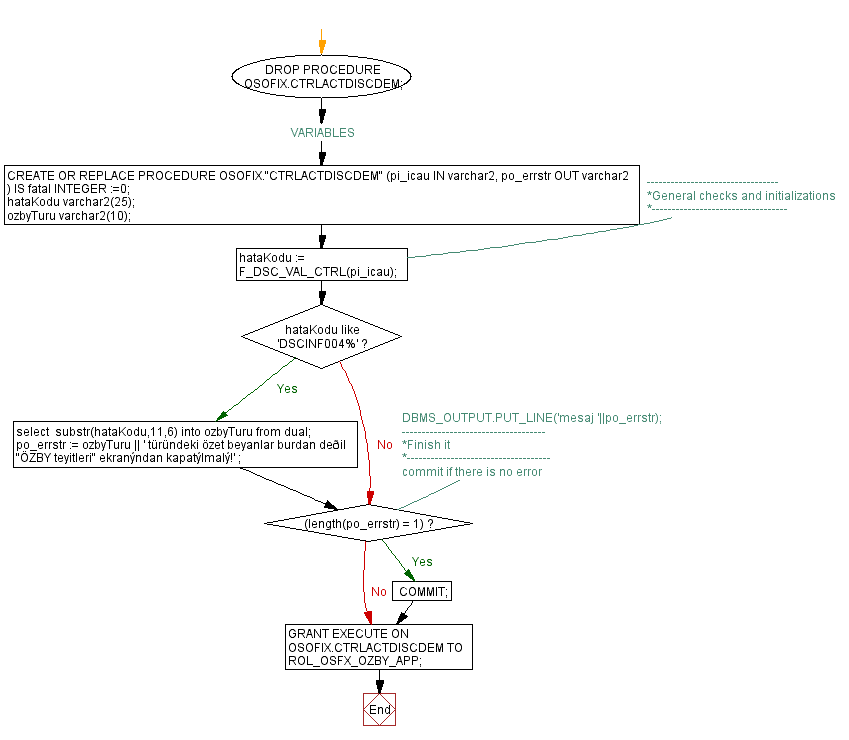 DROP PROCEDURE
OSOFIX.CTRLACTDISCDEM;
VARIABLES
CREATE OR REPLACE PROCEDURE OSOFIX."CTRLACTDISCDEM" (pi_icau IN varchar2, po_errstr OUT varchar2
) IS fatal INTEGER :=0;
hataKodu varchar2(25);
ozbyTuru varchar2(10);
---------------------------------
*General checks and initializations
*----------------------------------
hataKodu :=
F_DSC_VAL_CTRL(pi_icau);
hataKodu like
'DSCINF004%' ?
Yes
No
select  substr(hataKodu,11,6) into ozbyTuru from dual;
po_errstr := ozbyTuru || ' türündeki özet beyanlar burdan deðil
"ÖZBY teyitleri" ekranýndan kapatýlmalý!' ;
DBMS_OUTPUT.PUT_LINE('mesaj '||po_errstr);
------------------------------------
*Finish it
*------------------------------------
commit if there is no error
(length(po_errstr) = 1) ?
Yes
No
COMMIT;
GRANT EXECUTE ON
OSOFIX.CTRLACTDISCDEM TO
ROL_OSFX_OZBY_APP;
End